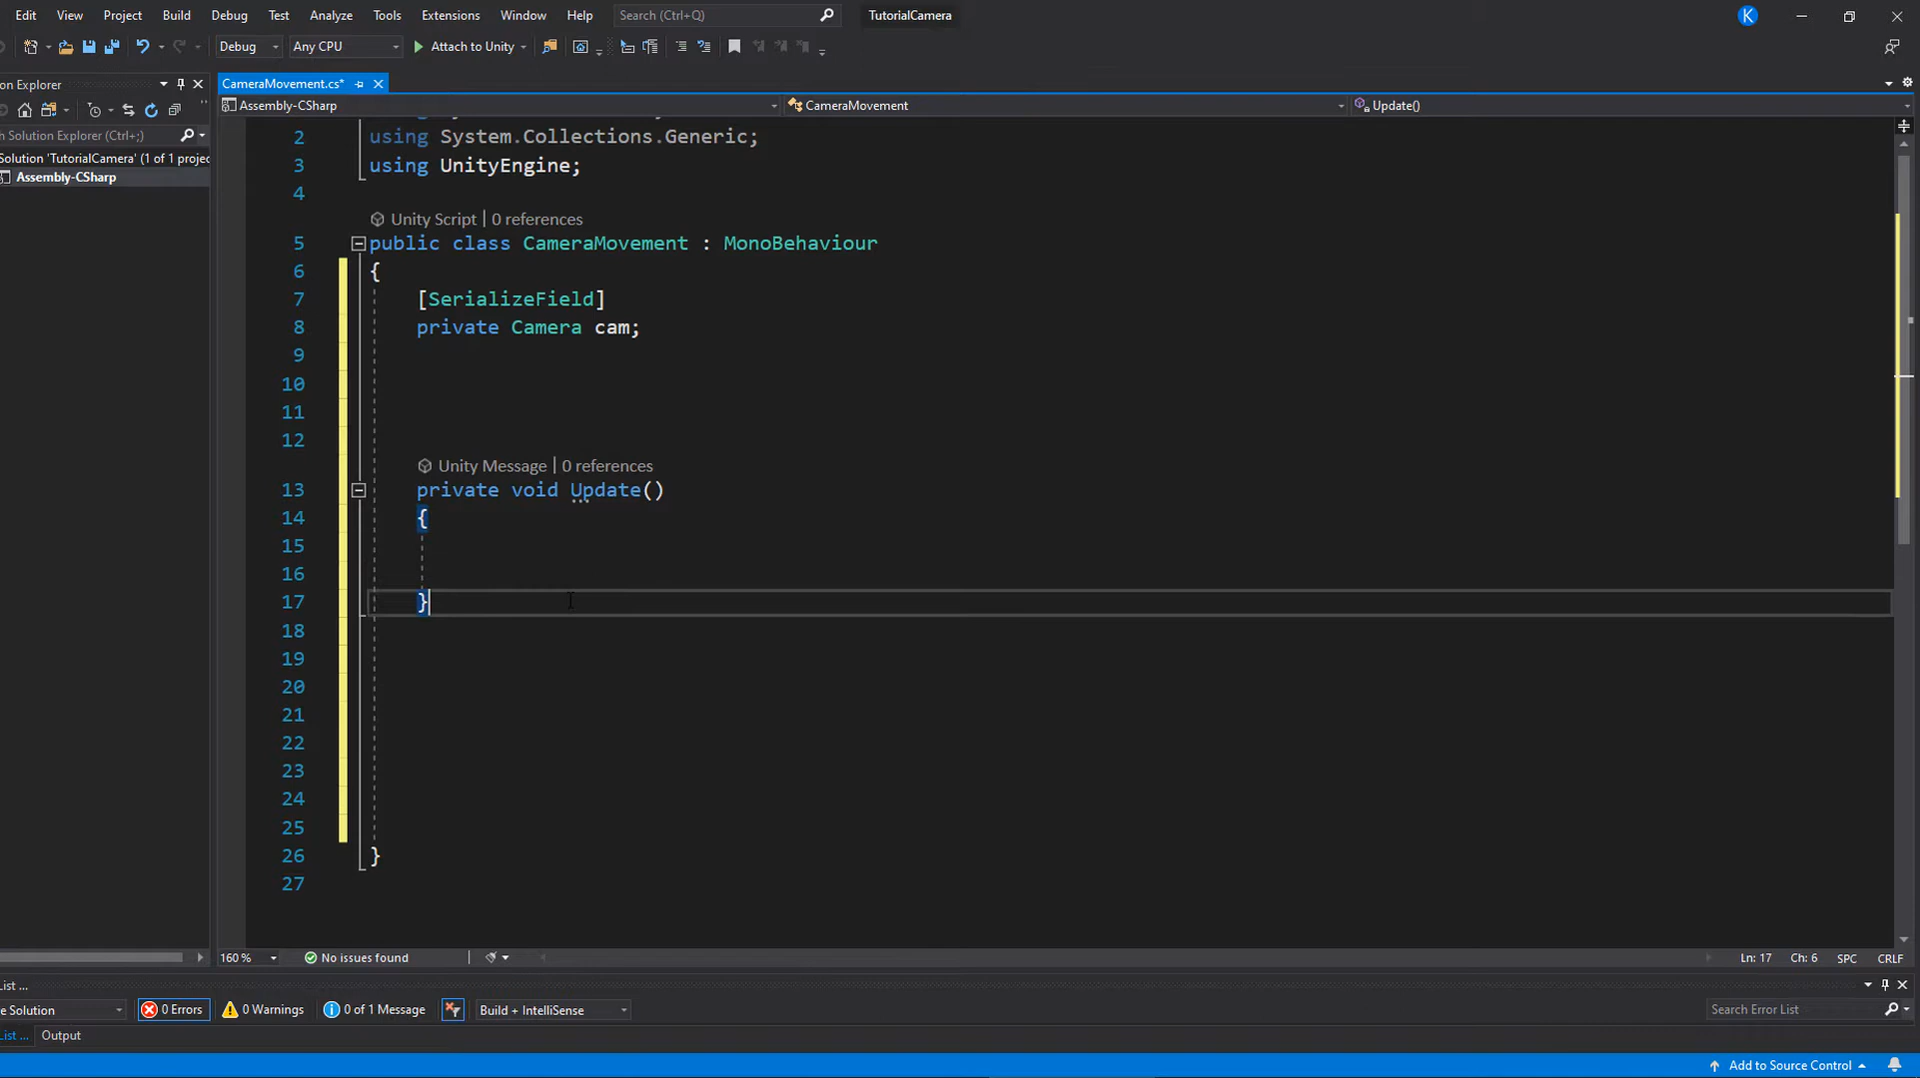 Edit View Project Build Debug Test Analyze Tools Extensions Window Help Search (Ctrl+Q) TutorialCamera K
Debug Any CPU Attach to Unity
on Explorer
CameraMovement.cs*
Assembly-CSharp CameraMovement Update()
h Solution Explorer (Ctrl+;)
Solution 'TutorialCamera' (1 of 1 projec
Assembly-CSharp
2 using System.Collections.Generic;
3 using UnityEngine;
4
Unity Script | 0 references
5 public class CameraMovement : MonoBehaviour
6 {
7 [SerializeField]
8 private Camera cam;
9
10
11
12
Unity Message | 0 references
13 private void Update()
14 {
15
16
17 }
18
19
20
21
22
23
24
25
26 }
27
160 % No issues found Ln: 17 Ch: 6 SPC CRLF
List ...
e Solution 0 Errors 0 Warnings 0 of 1 Message Build + IntelliSense Search Error List
List ... Output
Add to Source Control